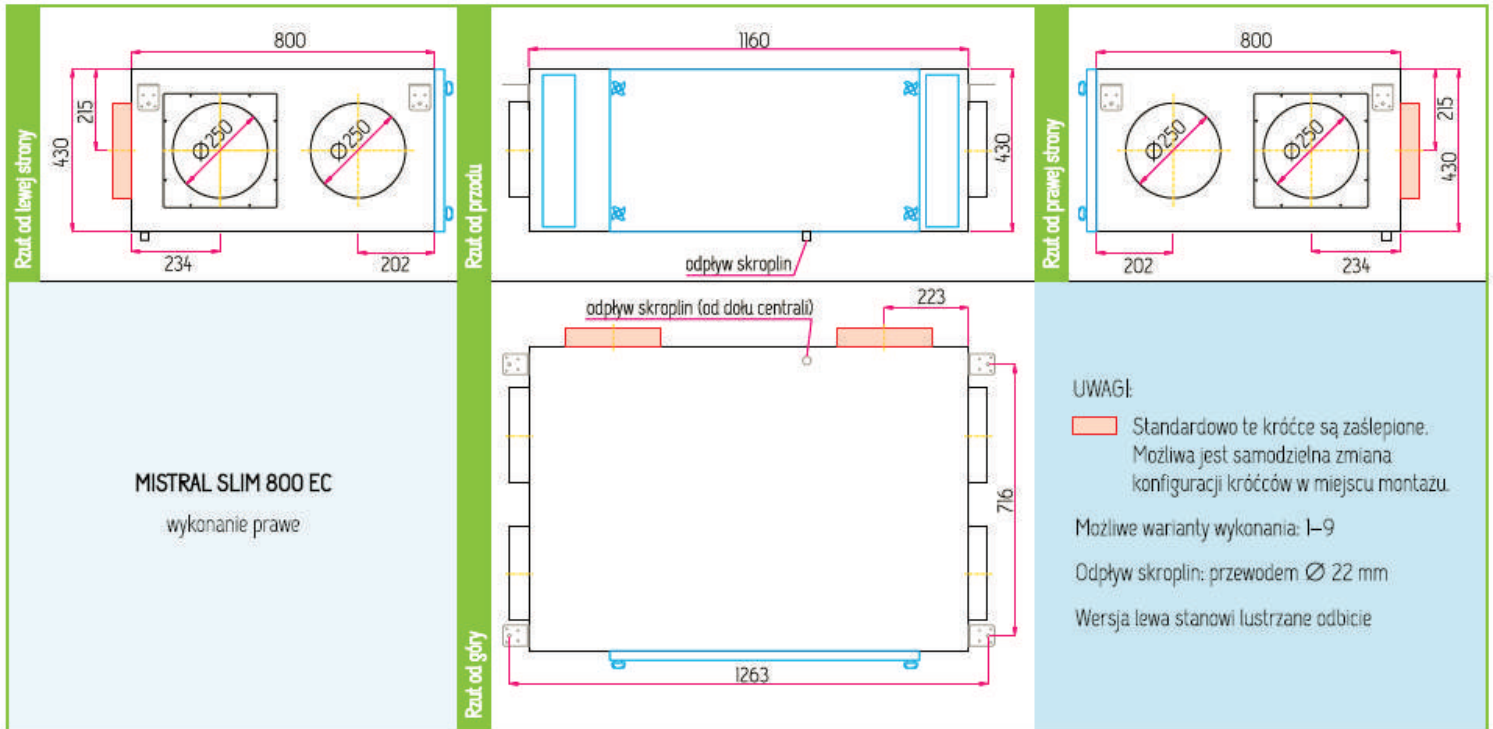 Rzut od lewej strony
800
430
215
Ø250
Ø250
234
202
Rzut od przodu
1160
430
odpływ skroplin
Rzut od prawej strony
800
Ø250
Ø250
215
430
202
234
MISTRAL SLIM 800 EC
wykonanie prawe
Rzut od góry
odpływ skroplin (od dołu centrali)
223
716
1263
UWAGI:
Standardowo te króćce są zaślepione.
Możliwa jest samodzielna zmiana
konfiguracji króćców w miejscu montażu.
Możliwe warianty wykonania: 1–9
Odpływ skroplin: przewodem Ø 22 mm
Wersja lewa stanowi lustrzane odbicie